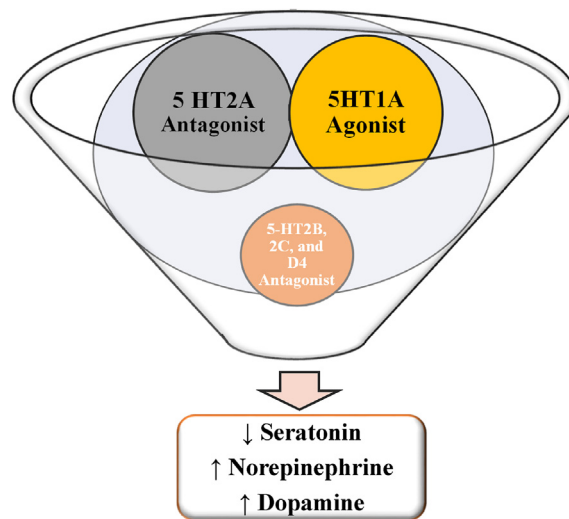 5 HT2A
Antagonist
5HT1A
Agonist
5-HT2B,
2C, and
D4
Antagonist
↓ Seratonin
↑ Norepinephrine
↑ Dopamine